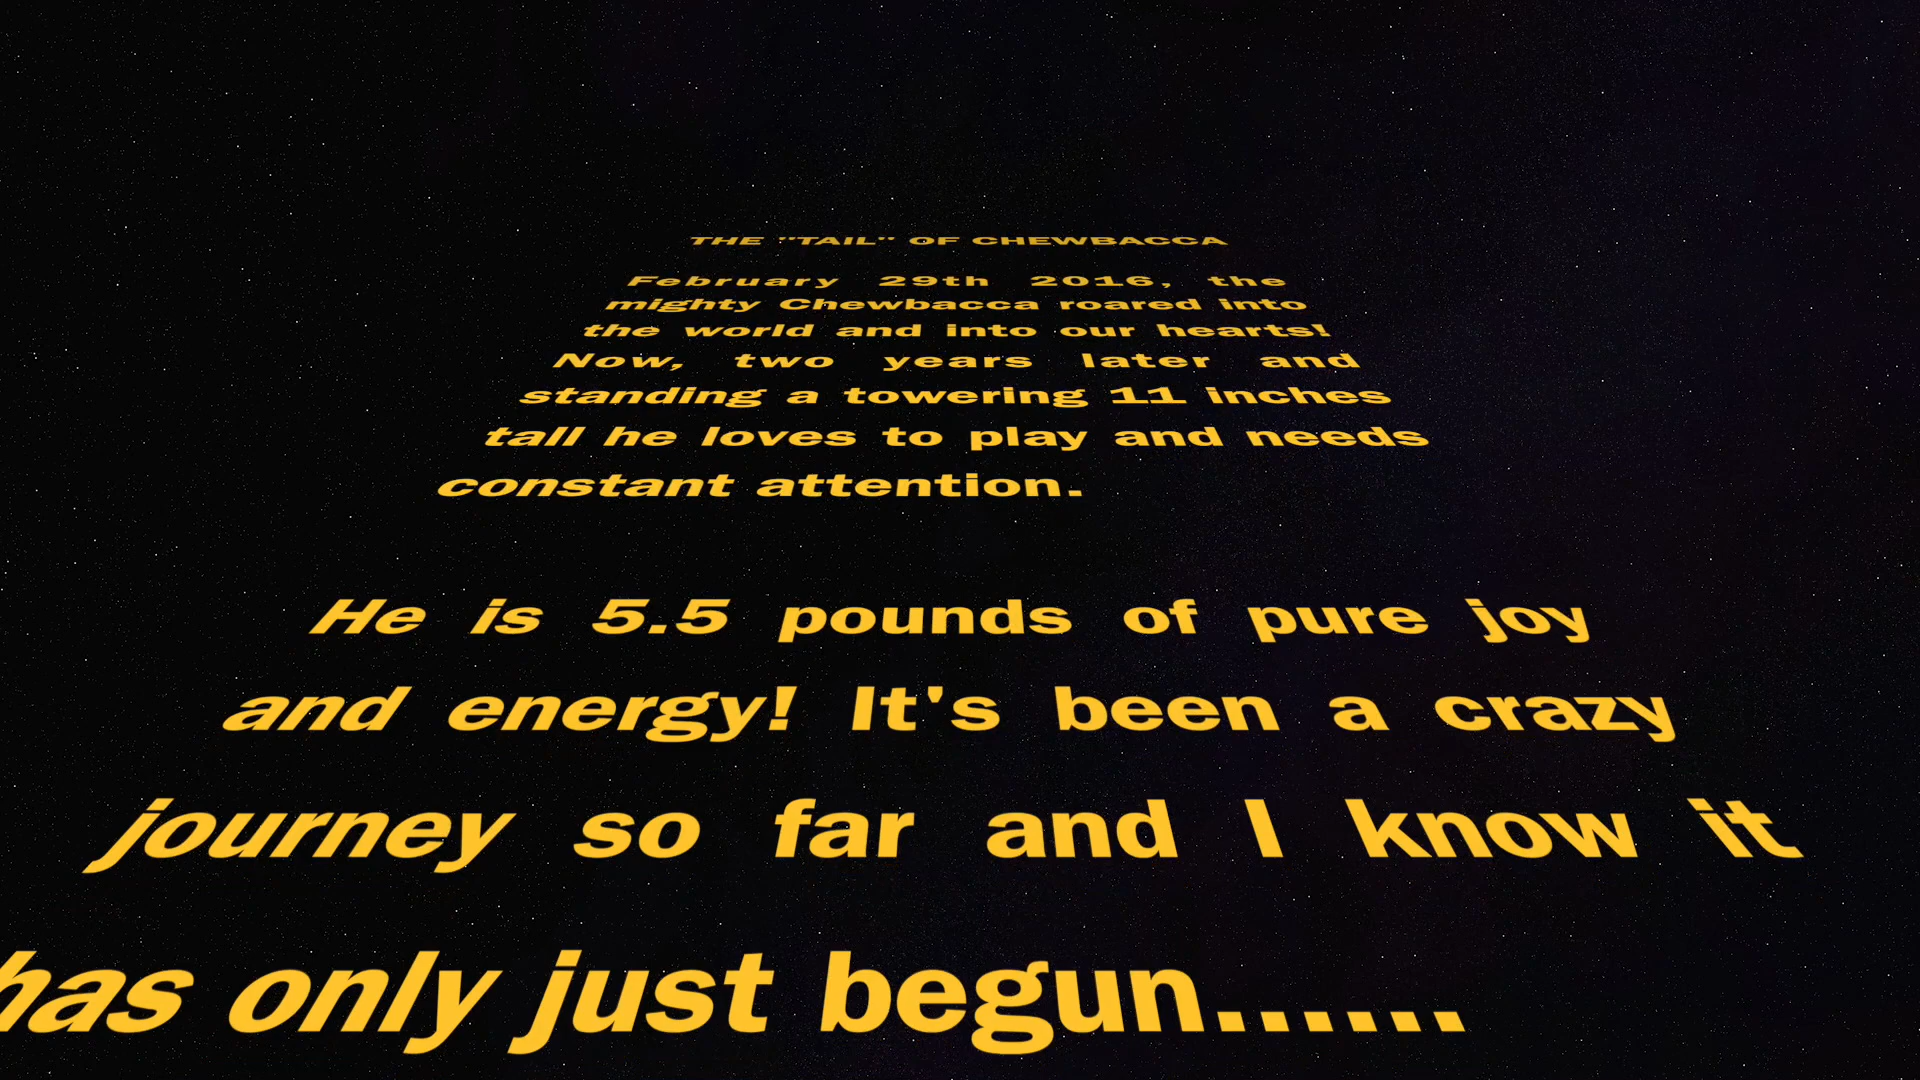 THE "TAIL" OF CHEWBACCA
February 29th 2016, the
mighty Chewbacca roared into
the world and into our hearts!
Now, two years later and
standing a towering 11 inches
tall he loves to play and needs
constant attention.
He is 5.5 pounds of pure joy
and energy! It's been a crazy
journey so far and I know it
has only just begun......